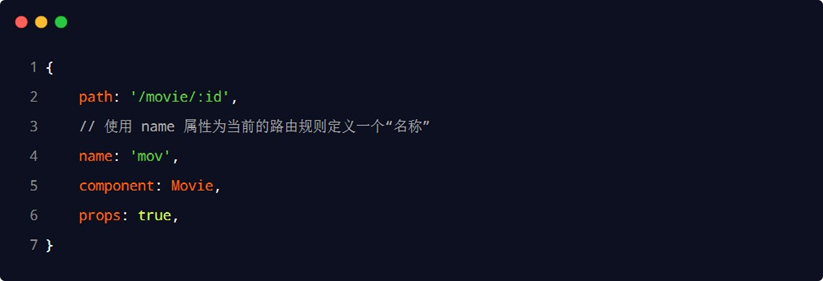 1 {
2     path: '/movie/:id',
3     // 使用 name 属性为当前的路由规则定义一个“名称”
4     name: 'mov',
5     component: Movie,
6     props: true,
7 }